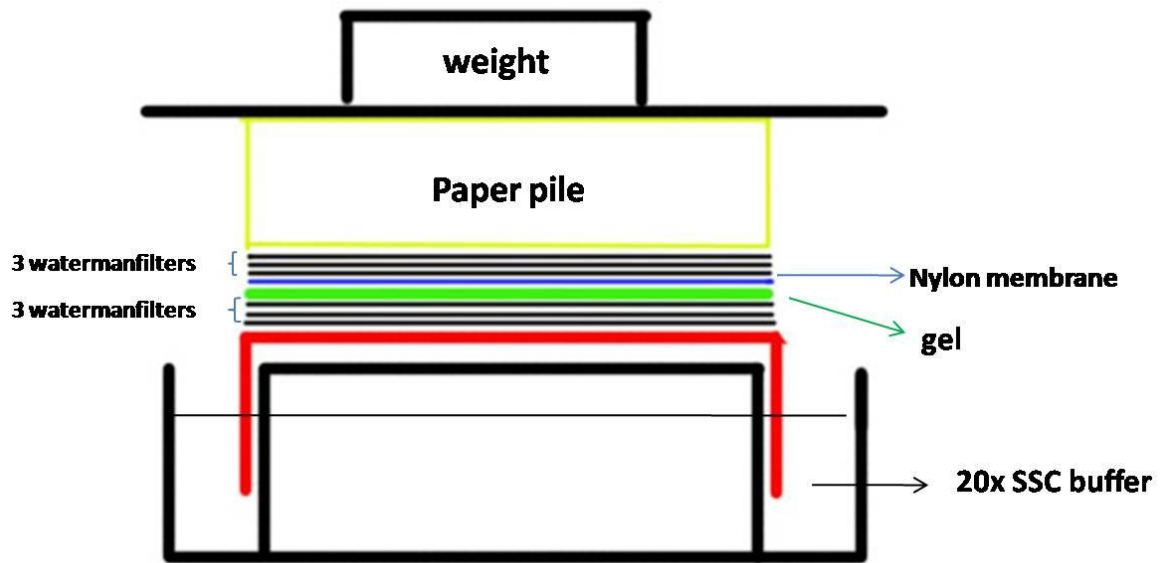 weight
Paper pile
3 watermanfilters
Nylon membrane
3 watermanfilters
gel
20x SSC buffer